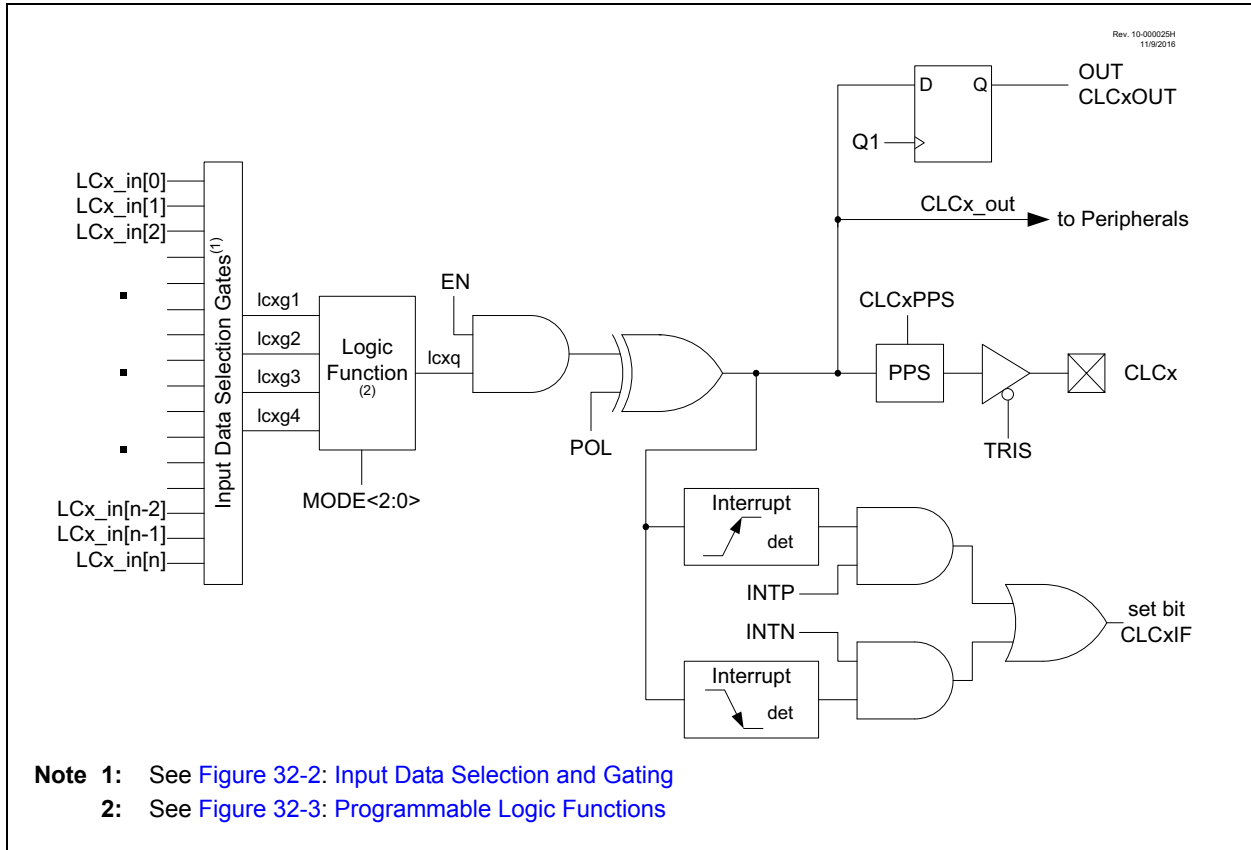 Rev. 10-000025H
11/9/2016
LCx_in[0]
LCx_in[1]
LCx_in[2]
LCx_in[n-2]
LCx_in[n-1]
LCx_in[n]
Input Data Selection Gates(1)
lcxg1
lcxg2
lcxg3
lcxg4
Logic
Function
(2)
MODE<2:0>
lcxq
EN
POL
D Q
Q1
OUT
CLCxOUT
CLCx_out
to Peripherals
CLCxPPS
PPS
TRIS
CLCx
Interrupt
det
INTP
INTN
Interrupt
det
set bit
CLCxIF
Note 1: See Figure 32-2: Input Data Selection and Gating
2: See Figure 32-3: Programmable Logic Functions